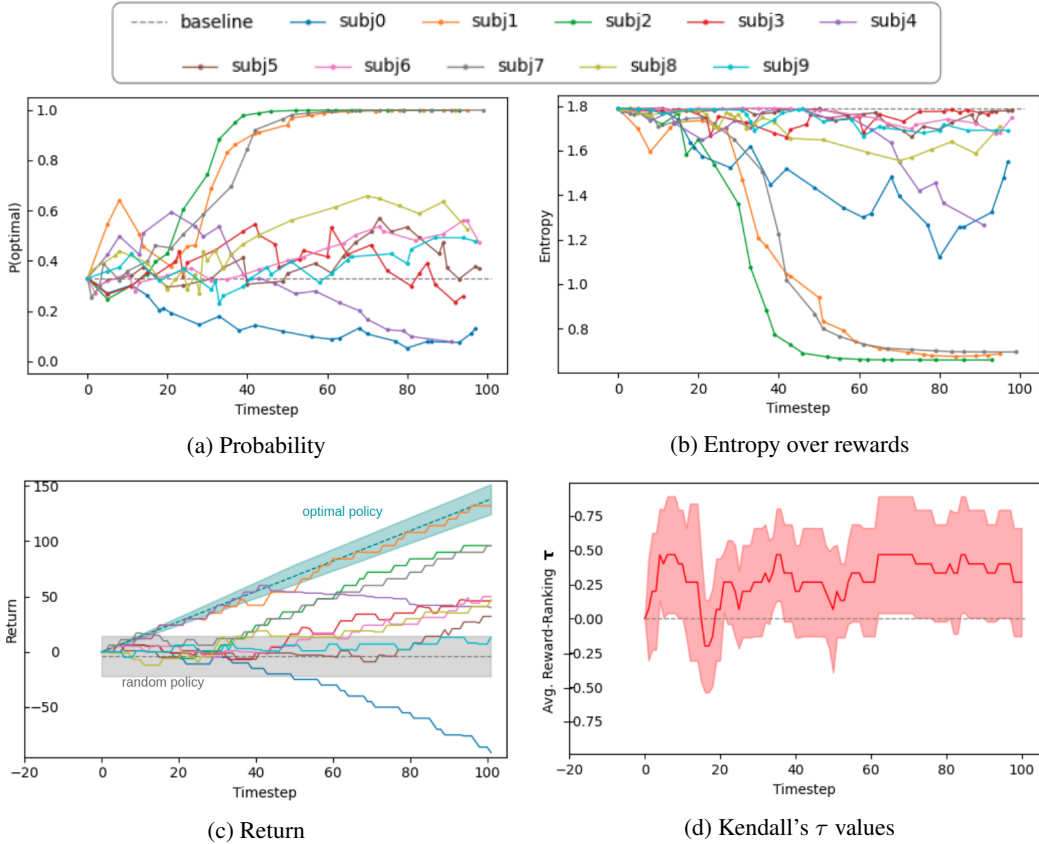 baseline subj0 subj1 subj2 subj3 subj4
subj5 subj6 subj7 subj8 subj9
1.0
0.8
0.6
0.4
0.2
0.0
P(optimal)
0 20 40 60 80 100
Timestep
(a) Probability
1.8
1.6
1.4
1.2
1.0
0.8
Entropy
0 20 40 60 80 100
Timestep
(b) Entropy over rewards
150
100
50
0
−50
Return
optimal policy
random policy
−20 0 20 40 60 80 100
Timestep
(c) Return
0.75
0.50
0.25
0.00
0.25
0.50
0.75
Avg. Reward-Ranking τ
−20 0 20 40 60 80 100
Timestep
(d) Kendall's τ values